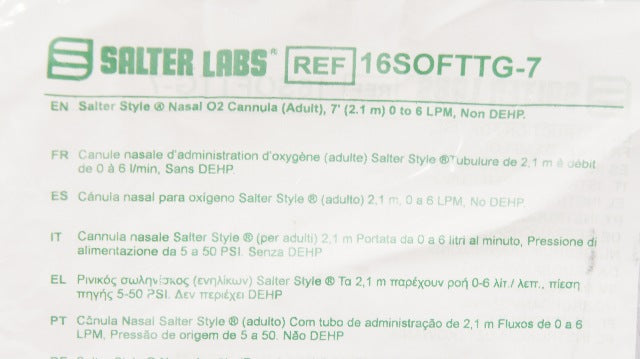 SALTER LABS® REF 16SOFTTG-7
EN Salter Style ® Nasal O2 Cannula (Adult), 7' (2.1 m) 0 to 6 LPM, Non DEHP.
FR Canule nasale d'administration d'oxygène (adulte) Salter Style ®Tubulure de 2,1 m à débit
de 0 à 6 l/min, Sans DEHP.
ES Cánula nasal para oxígeno Salter Style ® (adulto) 2,1 m, 0 a 6 LPM, No DEHP.
IT Cannula nasale Salter Style ® (per adulti) 2,1 m Portata da 0 a 6 litri al minuto, Pressione di
alimentazione da 5 a 50 PSI. Senza DEHP
EL Ρινικός σωληνίσκος (ενηλίκων) Salter Style ® Τα 2,1 m παρέχουν ροή 0-6 λίτ / λεπτ., πίεση
πηγής 5-50 PSI. Δεν περιέχει DEHP
PT Cânula Nasal Salter Style ® (adulto) Com tubo de administração de 2,1 m Fluxos de 0 a 6
LPM, Pressão de origem de 5 a 50. Não DEHP